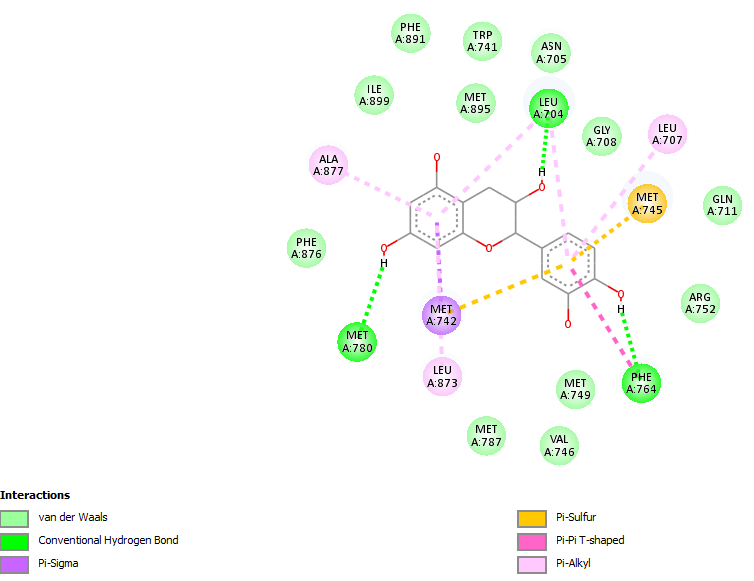 PHE
A:891
TRP
A:741
ASN
A:705
ILE
A:899
MET
A:895
LEU
A:704
GLY
A:708
LEU
A:707
ALA
A:877
O
H
O
MET
A:745
GLN
A:711
PHE
A:876
O
H
O
MET
A:742
O
H
O
ARG
A:752
MET
A:780
LEU
A:873
MET
A:749
PHE
A:764
MET
A:787
VAL
A:746
Interactions
van der Waals
Conventional Hydrogen Bond
Pi-Sigma
Pi-Sulfur
Pi-Pi T-shaped
Pi-Alkyl